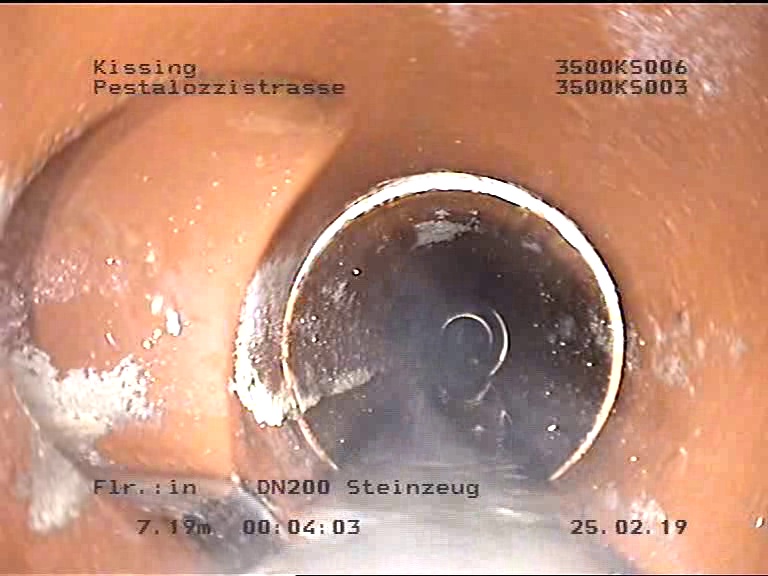 Kissing 3500KS006
Pestalozzistrasse 3500KS003
Flr.:in DN200 Steinzeug
7.19m 00:04:03 25.02.19